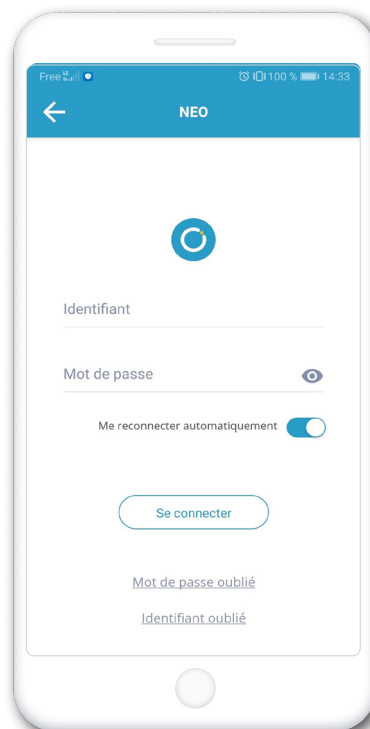 Free 100 % 14:33
NEO
Identifiant
Mot de passe
Me reconnecter automatiquement
Se connecter
Mot de passe oublié
Identifiant oublié